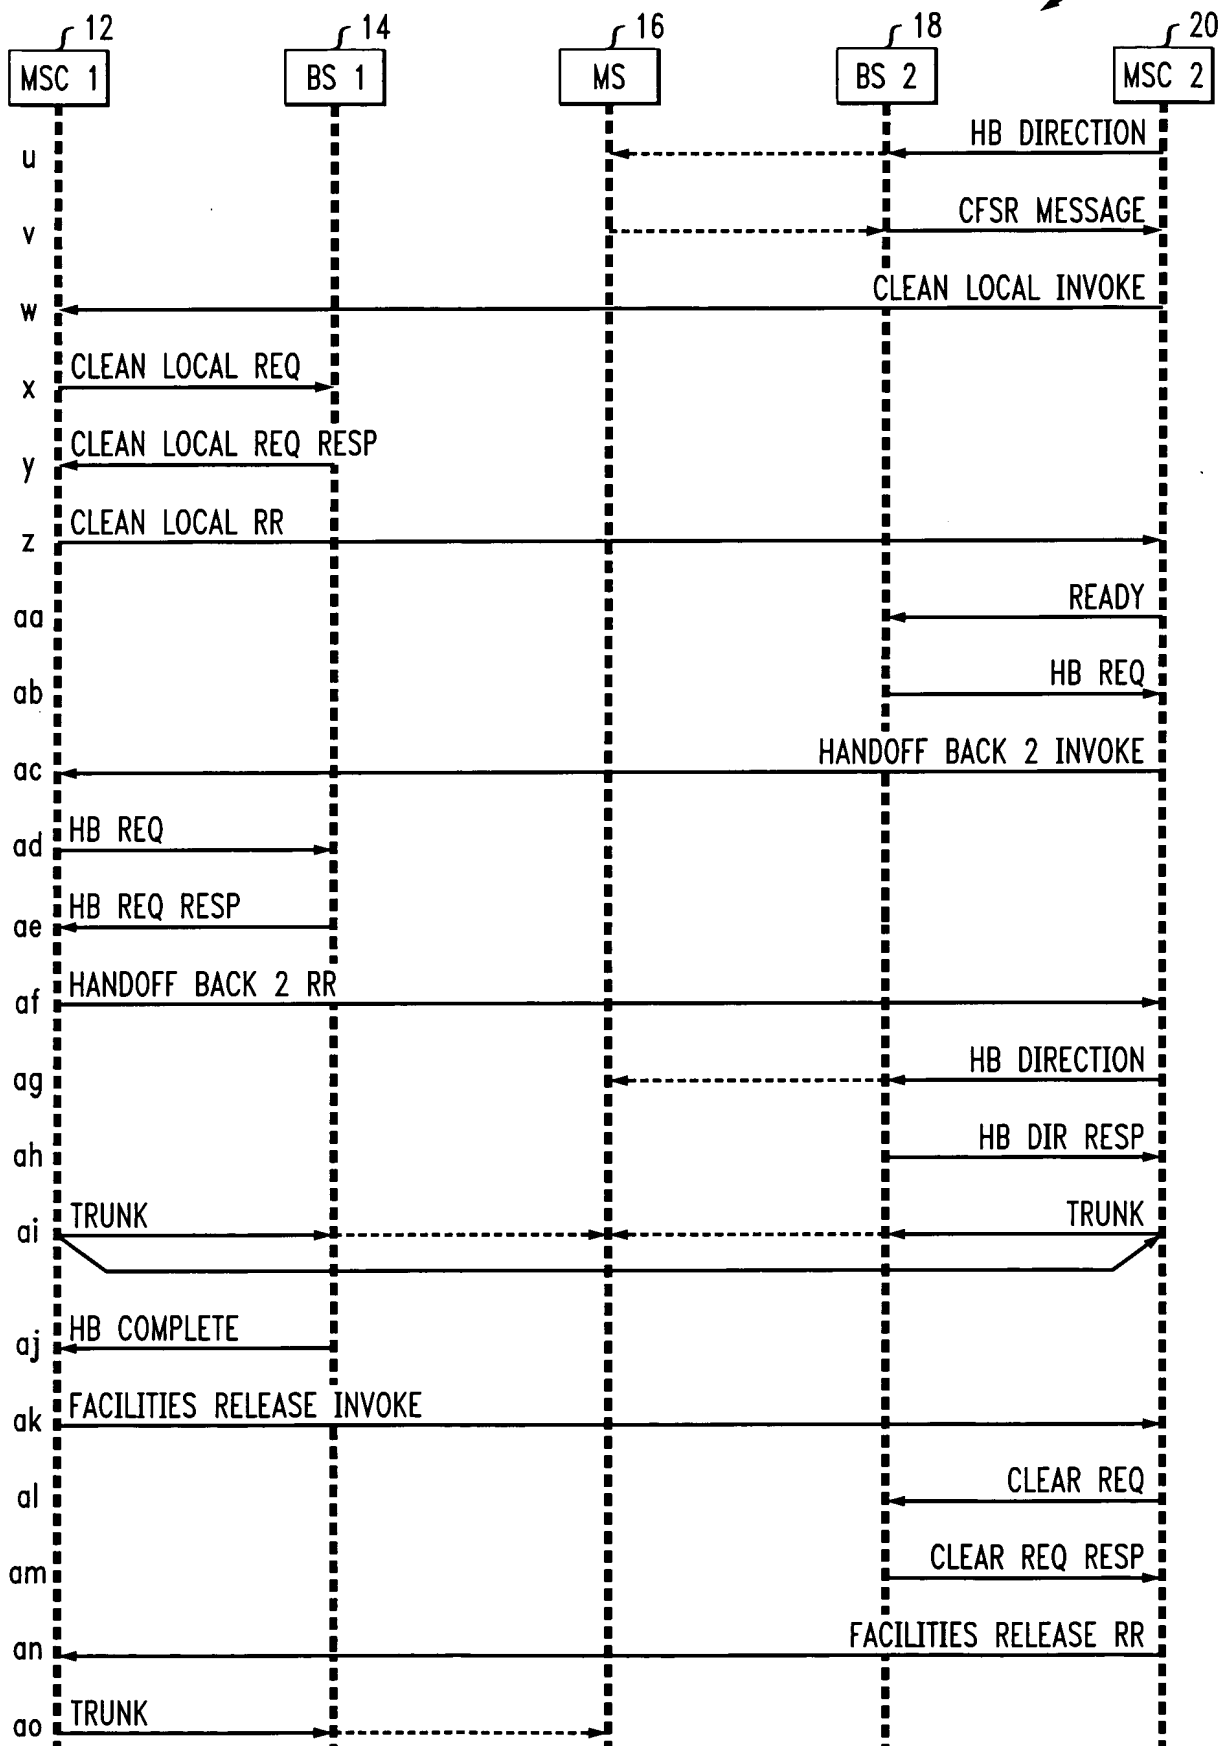 12 14 16 18 20
MSC 1 BS 1 MS BS 2 MSC 2
u HB DIRECTION
v CFSR MESSAGE
w CLEAN LOCAL INVOKE
x CLEAN LOCAL REQ
y CLEAN LOCAL REQ RESP
z CLEAN LOCAL RR
aa READY
ab HB REQ
ac HANDOFF BACK 2 INVOKE
ad HB REQ
ae HB REQ RESP
af HANDOFF BACK 2 RR
ag HB DIRECTION
ah HB DIR RESP
ai TRUNK TRUNK
aj HB COMPLETE
ak FACILITIES RELEASE INVOKE
al CLEAR REQ
am CLEAR REQ RESP
an FACILITIES RELEASE RR
ao TRUNK